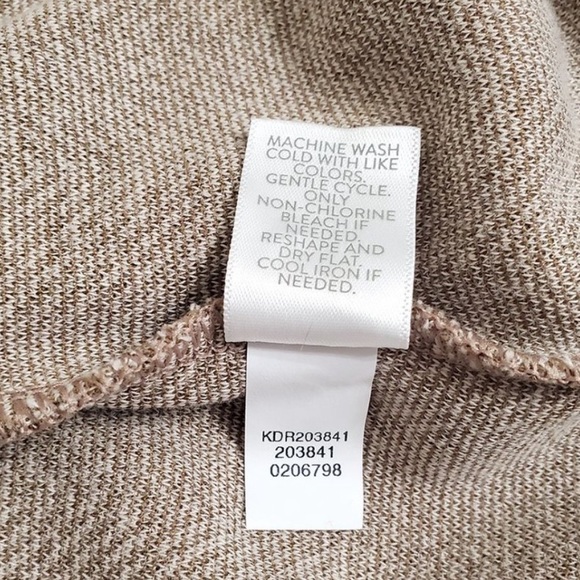 MACHINE WASH
COLD WITH LIKE
COLORS.
GENTLE CYCLE.
ONLY
NON-CHLORINE
BLEACH IF
NEEDED.
RESHAPE AND
DRY FLAT.
COOL IRON IF
NEEDED.
KDR203841
203841
0206798